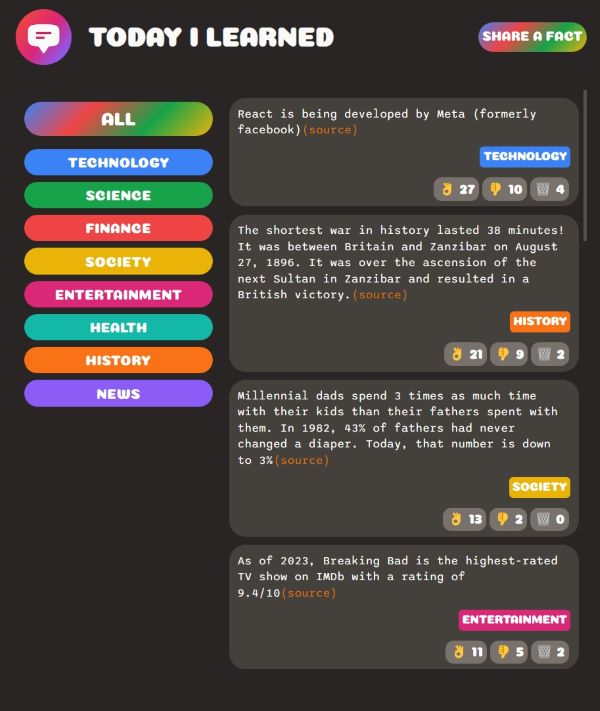 TODAY I LEARNED
SHARE A FACT
ALL
TECHNOLOGY
SCIENCE
FINANCE
SOCIETY
ENTERTAINMENT
HEALTH
HISTORY
NEWS
React is being developed by Meta (formerly
facebook)(source)
TECHNOLOGY
27 10 4
The shortest war in history lasted 38 minutes!
It was between Britain and Zanzibar on August
27, 1896. It was over the ascension of the
next Sultan in Zanzibar and resulted in a
British victory.(source)
HISTORY
21 9 2
Millennial dads spend 3 times as much time
with their kids than their fathers spent with
them. In 1982, 43% of fathers had never
changed a diaper. Today, that number is down
to 3%(source)
SOCIETY
13 2 0
As of 2023, Breaking Bad is the highest-rated
TV show on IMDb with a rating of
9.4/10(source)
ENTERTAINMENT
11 5 2